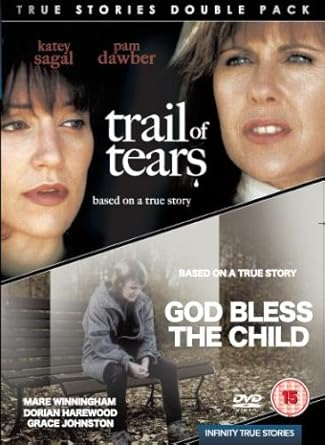 TRUE STORIES DOUBLE PACK
katey sagal
pam dawber
trail of
tears
based on a true story
BASED ON A TRUE STORY
GOD BLESS
THE CHILD
MARE WINNINGHAM
DORIAN HAREWOOD
GRACE JOHNSTON
DVD
VIDEO
15
INFINITY TRUE STORIES